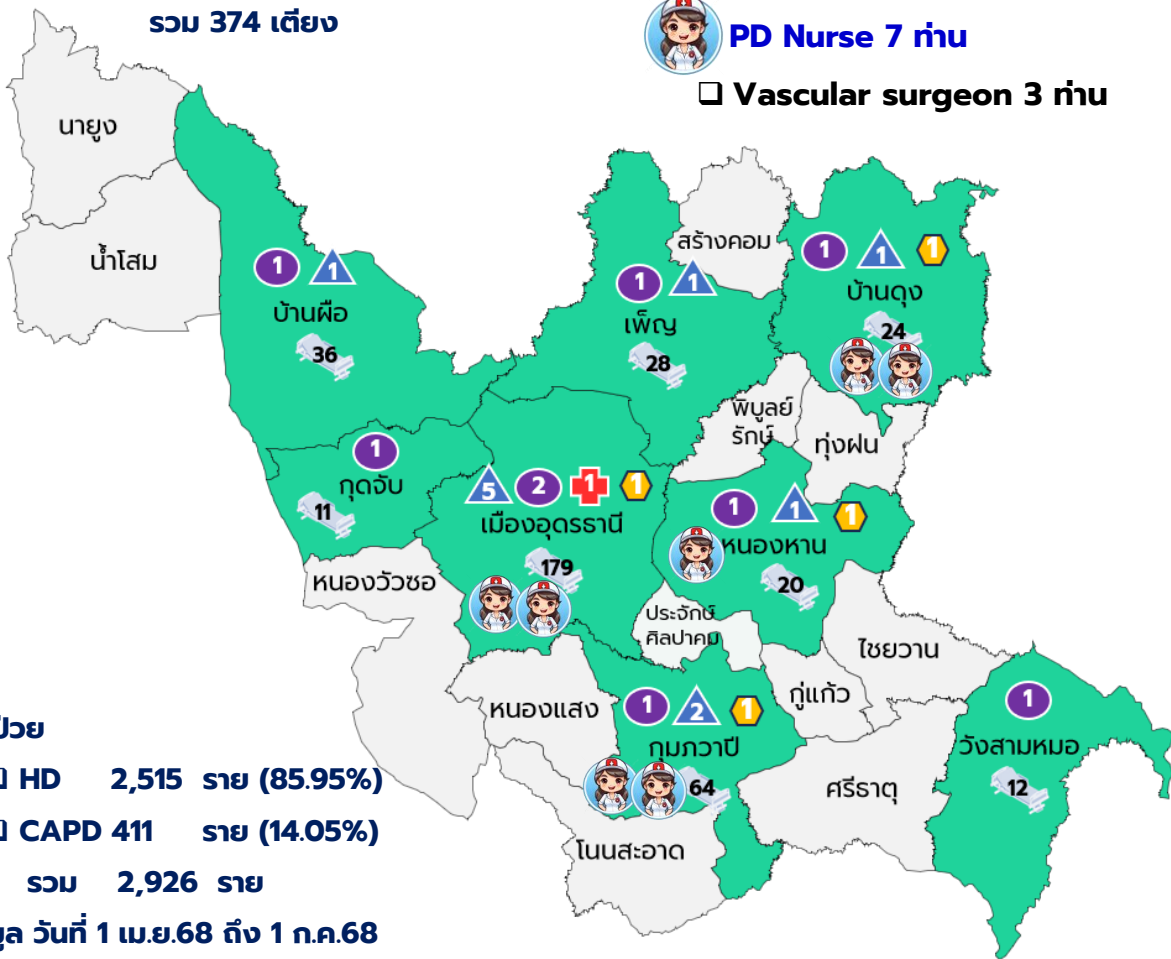 รวม 374 เตียง
PD Nurse 7 ท่าน
❑ Vascular surgeon 3 ท่าน
นายูง
น้ำโสม
สร้างคอม
1 1
บ้านผือ
36
1 1
เพ็ญ
28
1 1 1
บ้านดุง
24
พิบูลย์
รักษ์
ทุ่งฝน
1
กุดจับ
11
5 2 1 1
เมืองอุดรธานี
179
1 1 1
หนองหาน
20
หนองวัวซอ
ประจักษ์
ศิลปาคม
ไชยวาน
กู่แก้ว
หนองแสง
1 2 1
กุมภวาปี
64
1
วังสามหมอ
12
ศรีธาตุ
โนนสะอาด
HD 2,515 ราย (85.95%)
CAPD 411 ราย (14.05%)
รวม 2,926 ราย
วันที่ 1 เม.ย.68 ถึง 1 ก.ค.68